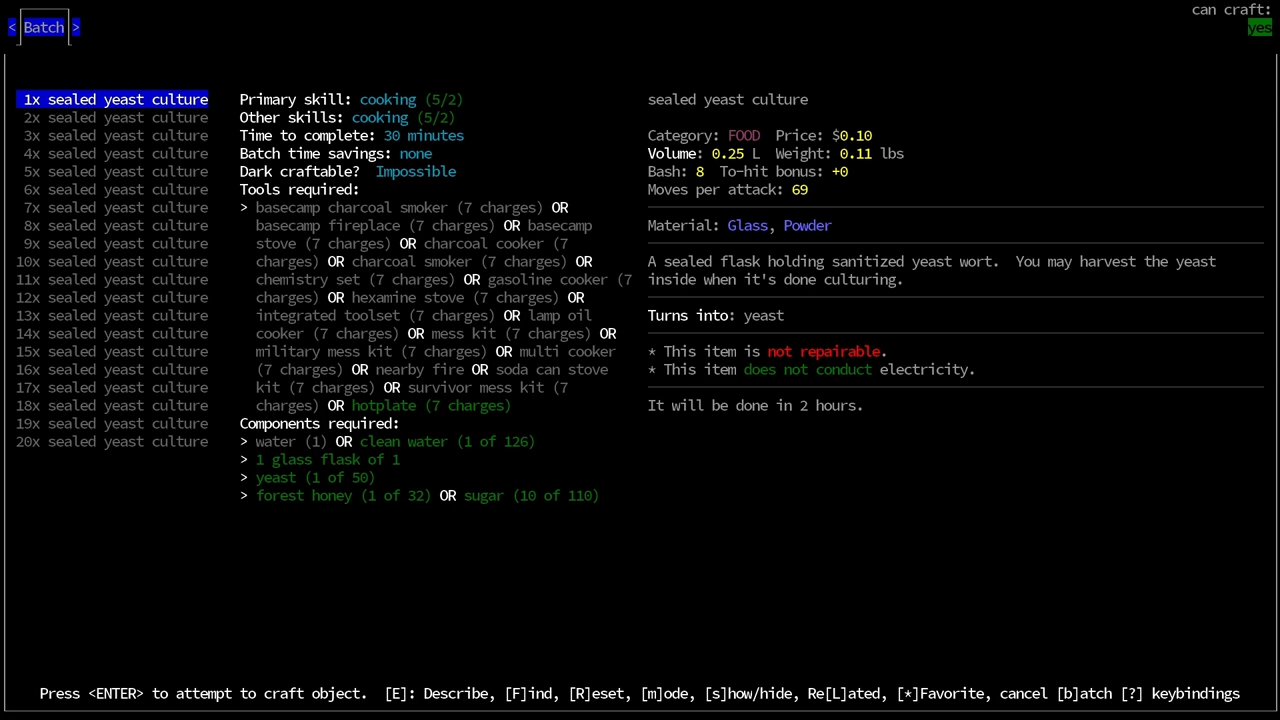 can craft:
< Batch >
yes
1x sealed yeast culture
2x sealed yeast culture
3x sealed yeast culture
4x sealed yeast culture
5x sealed yeast culture
6x sealed yeast culture
7x sealed yeast culture
8x sealed yeast culture
9x sealed yeast culture
10x sealed yeast culture
11x sealed yeast culture
12x sealed yeast culture
13x sealed yeast culture
14x sealed yeast culture
15x sealed yeast culture
16x sealed yeast culture
17x sealed yeast culture
18x sealed yeast culture
19x sealed yeast culture
20x sealed yeast culture
Primary skill: cooking (5/2)
Other skills: cooking (5/2)
Time to complete: 30 minutes
Batch time savings: none
Dark craftable? Impossible
Tools required:
> basecamp charcoal smoker (7 charges) OR
basecamp fireplace (7 charges) OR basecamp
stove (7 charges) OR charcoal cooker (7
charges) OR charcoal smoker (7 charges) OR
chemistry set (7 charges) OR gasoline cooker (7
charges) OR hexamine stove (7 charges) OR
integrated toolset (7 charges) OR lamp oil
cooker (7 charges) OR mess kit (7 charges) OR
military mess kit (7 charges) OR multi cooker
(7 charges) OR nearby fire OR soda can stove
kit (7 charges) OR survivor mess kit (7
charges) OR hotplate (7 charges)
Components required:
> water (1) OR clean water (1 of 126)
> 1 glass flask of 1
> yeast (1 of 50)
> forest honey (1 of 32) OR sugar (10 of 110)
sealed yeast culture
Category: FOOD Price: $0.10
Volume: 0.25 L Weight: 0.11 lbs
Bash: 8 To-hit bonus: +0
Moves per attack: 69
Material: Glass, Powder
A sealed flask holding sanitized yeast wort. You may harvest the yeast
inside when it's done culturing.
Turns into: yeast
* This item is not repairable.
* This item does not conduct electricity.
It will be done in 2 hours.
Press <ENTER> to attempt to craft object. [E]: Describe, [F]ind, [R]eset, [m]ode, [s]how/hide, Re[L]ated, [*]Favorite, cancel [b]atch [?] keybindings